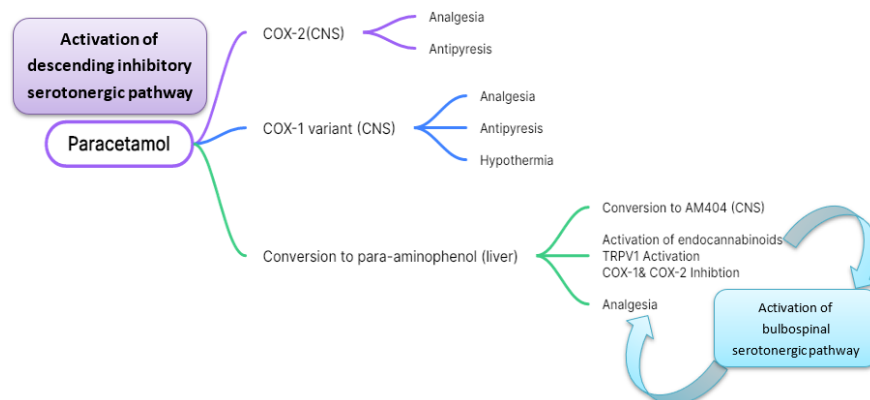 Activation of
descending inhibitory
serotonergic pathway
Paracetamol
COX-2(CNS)
Analgesia
Antipyresis
COX-1 variant (CNS)
Analgesia
Antipyresis
Hypothermia
Conversion to para-aminophenol (liver)
Conversion to AM404 (CNS)
Activation of endocannabinoids
TRPV1 Activation
COX-1& COX-2 Inhibtion
Analgesia
Activation of
bulbospinal
serotonergic pathway